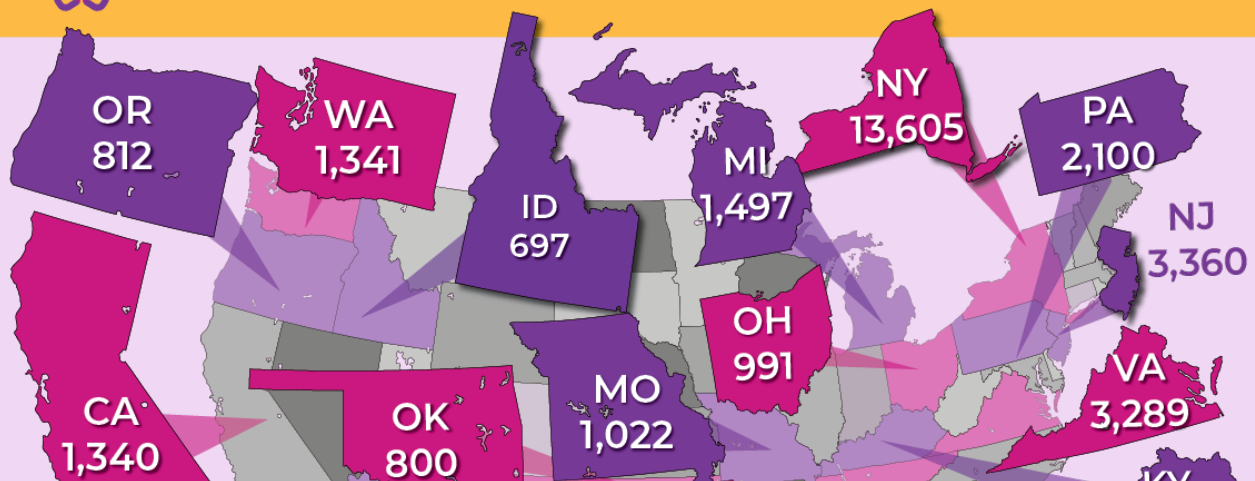 OR
812
WA
1,341
ID
697
MI
1,497
NY
13,605
PA
2,100
NJ
3,360
CA
1,340
OK
800
MO
1,022
OH
991
VA
3,289
KY